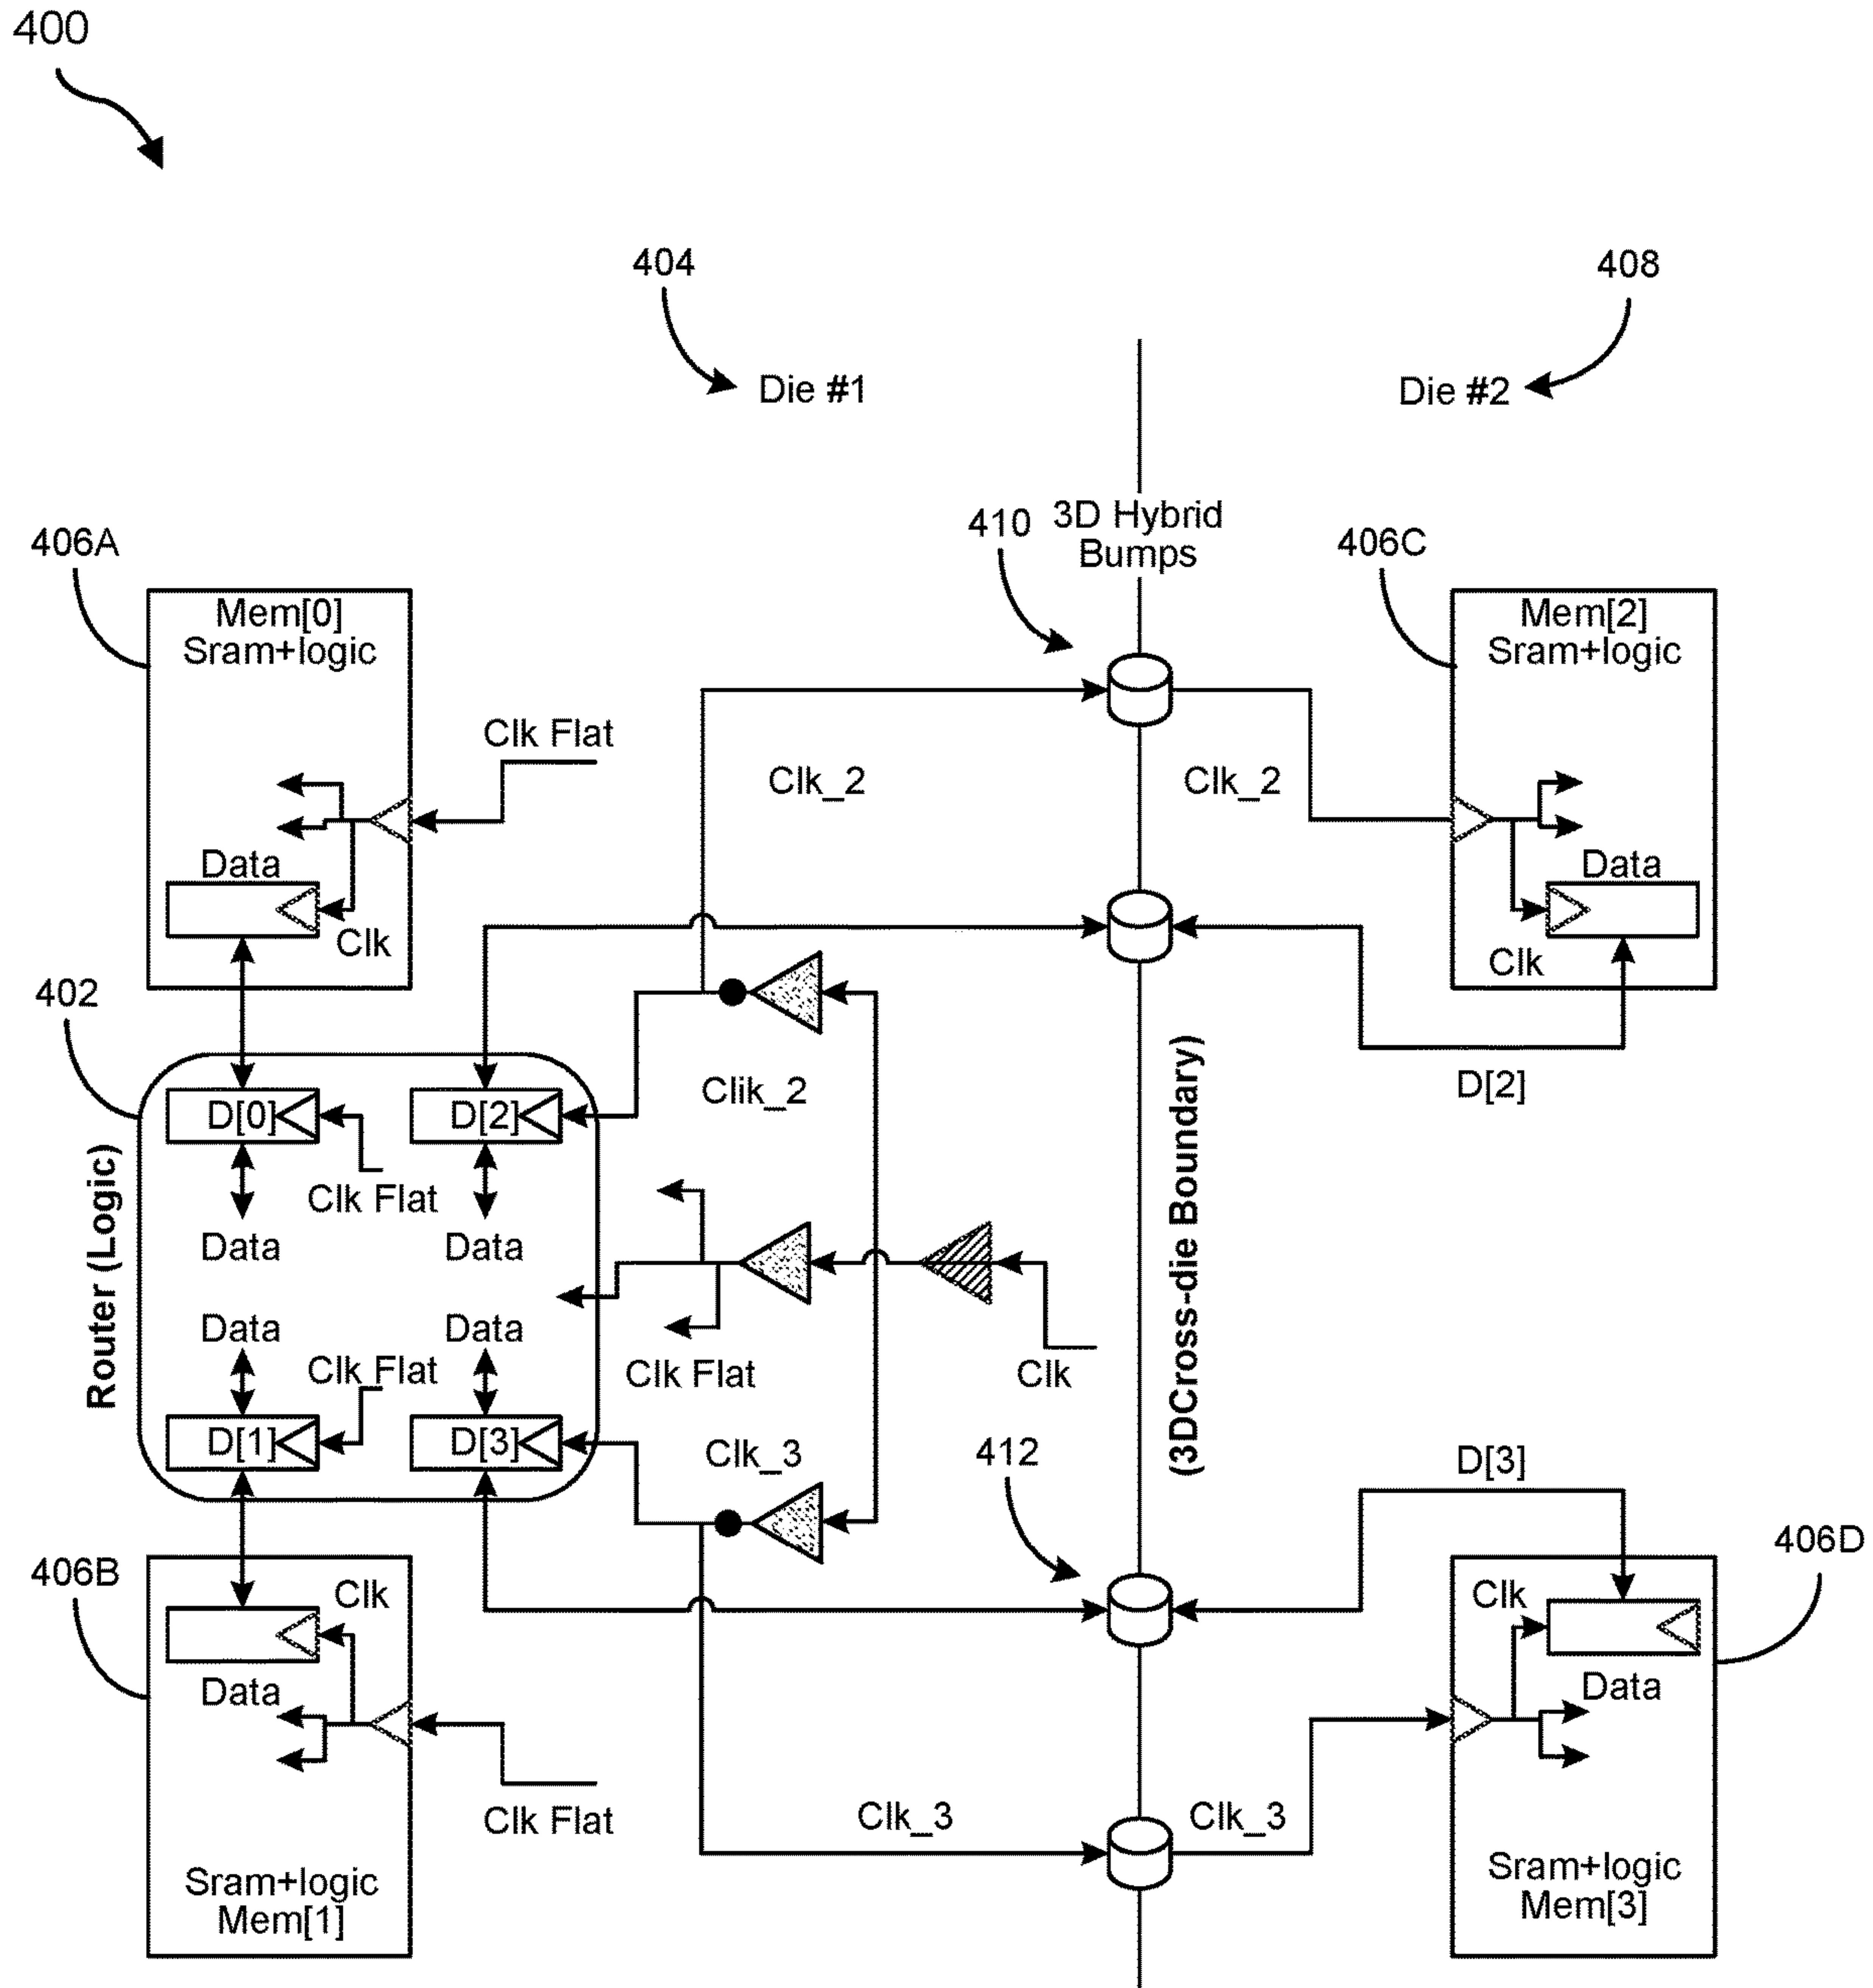 400
404
408
Die #1
Die #2
410
3D Hybrid
Bumps
406A
406C
Mem[0]
Sram+logic
Mem[2]
Sram+logic
Clk Flat
Clk_2
Clk_2
Data
Clk
Data
Clk
402
D[0]
D[2]
Clik_2
D[2]
Clk Flat
Data
Data
Router (Logic)
(3DCross-die Boundary)
Data
Data
Clk Flat
Clk Flat
Clk
D[1]
D[3]
Clk_3
412
D[3]
406B
406D
Clk
Clk
Data
Data
Clk Flat
Clk_3
Clk_3
Sram+logic
Mem[1]
Sram+logic
Mem[3]